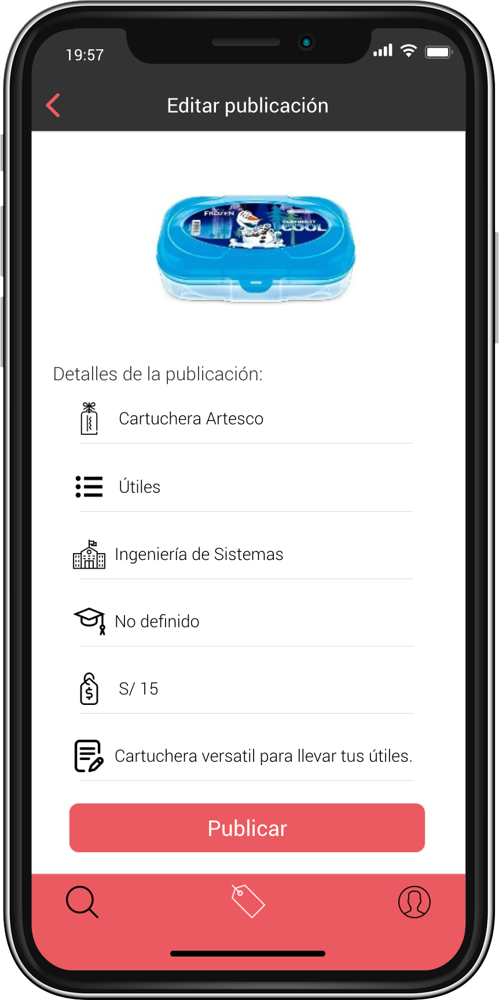 19:57
Editar publicación
FROZEN
PLAYING IT
COOL
Detalles de la publicación:
Cartuchera Artesco
Útiles
Ingeniería de Sistemas
No definido
S/ 15
Cartuchera versatil para llevar tus útiles.
Publicar